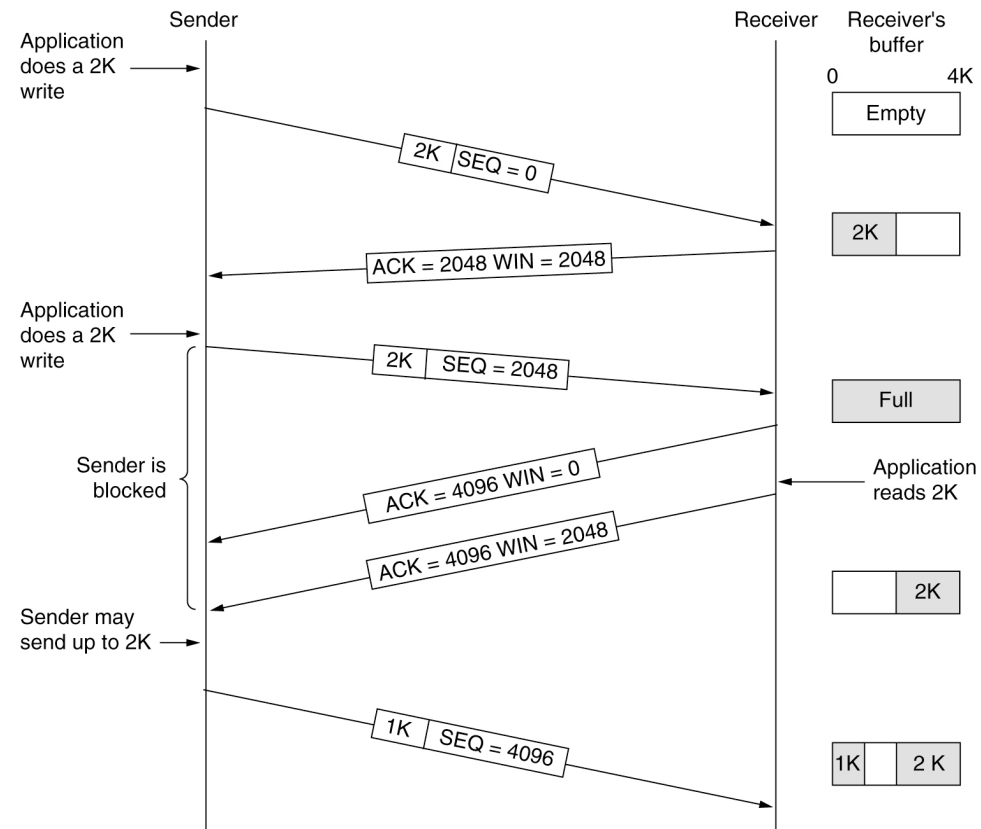 Sender
Receiver
Receiver's
buffer
Application
does a 2K
write
0
4K
Empty
2K
SEQ = 0
2K
ACK = 2048 WIN = 2048
Application
does a 2K
write
2K
SEQ = 2048
Full
Sender is
blocked
ACK = 4096 WIN = 0
Application
reads 2K
ACK = 4096 WIN = 2048
2K
Sender may
send up to 2K
1K
SEQ = 4096
1K
2 K